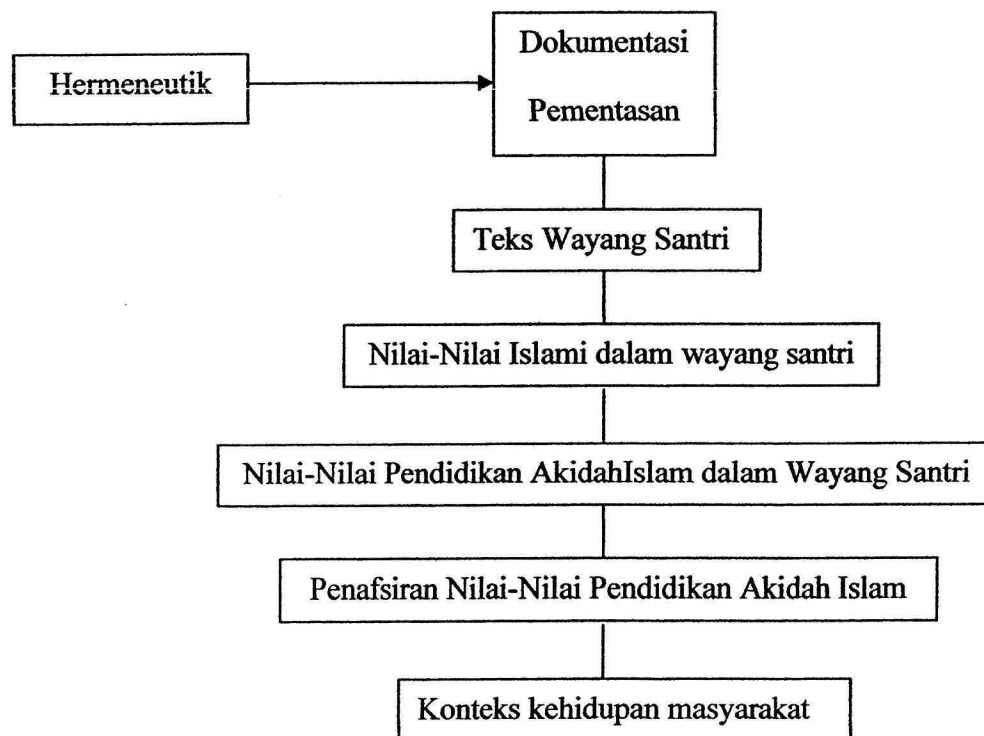 Hermeneutik
Dokumentasi
Pementasan
Teks Wayang Santri
Nilai-Nilai Islami dalam wayang santri
Nilai-Nilai Pendidikan AkidahIslam dalam Wayang Santri
Penafsiran Nilai-Nilai Pendidikan Akidah Islam
Konteks kehidupan masyarakat